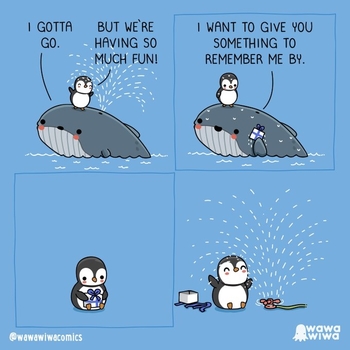 I GOTTA
GO.
BUT WE'RE
HAVING SO
MUCH FUN!
I WANT TO GIVE YOU
SOMETHING TO
REMEMBER ME BY.
@wawawiwacomics
wawa
wiwa